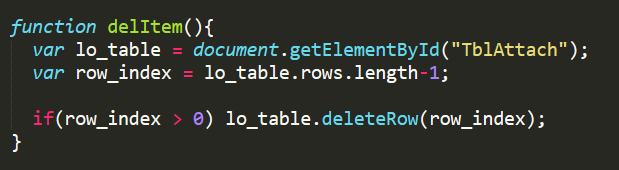 function delItem(){
  var lo_table = document.getElementById("TblAttach");
  var row_index = lo_table.rows.length-1;

  if(row_index > 0) lo_table.deleteRow(row_index);
}